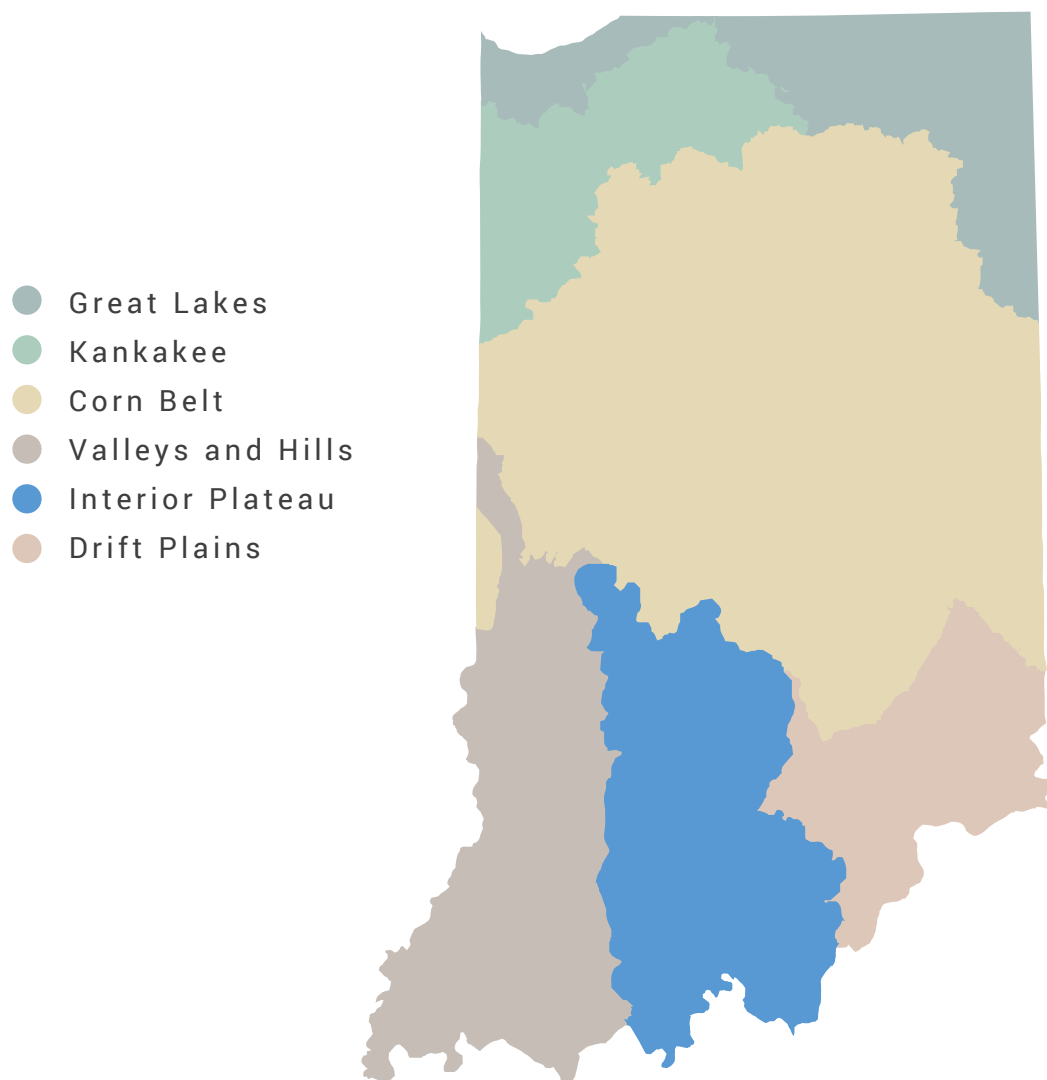 Great Lakes
Kankakee
Corn Belt
Valleys and Hills
Interior Plateau
Drift Plains